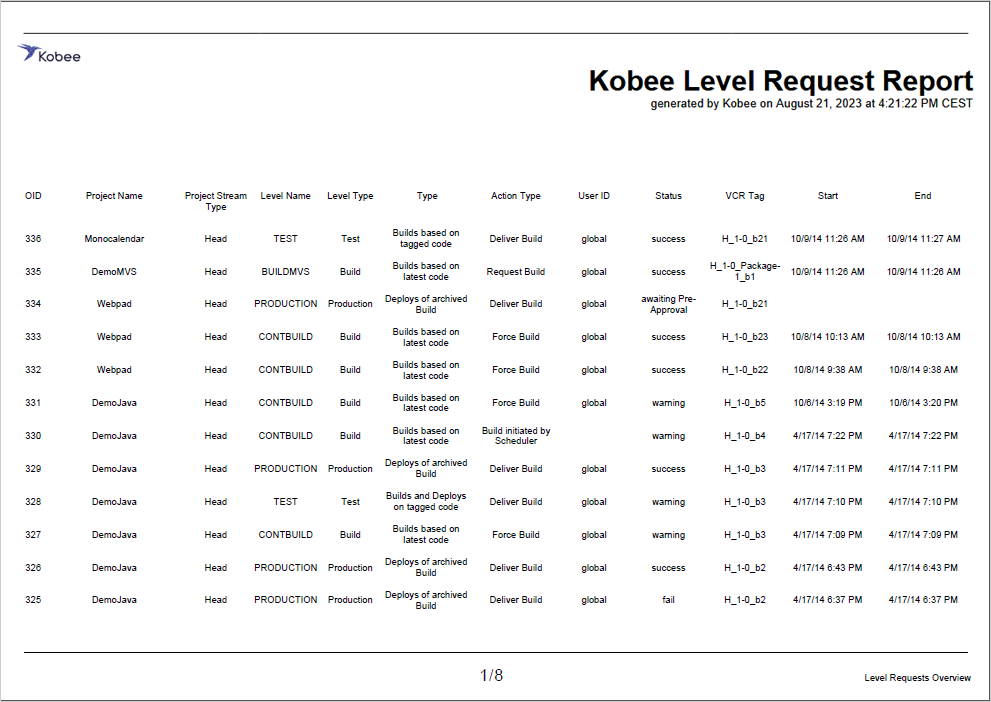 Kobee
Kobee Level Request Report
generated by Kobee on August 21, 2023 at 4:21:22 PM CEST
OID Project Name Project Stream Type Level Name Level Type Type Action Type User ID Status VCR Tag Start End
336 Monocalendar Head TEST Test Builds based on tagged code Deliver Build global success H_1-0_b21 10/9/14 11:26 AM 10/9/14 11:27 AM
335 DemoMVS Head BUILDMVS Build Builds based on latest code Request Build global success H_1-0_Package-1_b1 10/9/14 11:26 AM 10/9/14 11:26 AM
334 Webpad Head PRODUCTION Production Deploys of archived Build Deliver Build global awaiting Pre-Approval H_1-0_b21
333 Webpad Head CONTBUILD Build Builds based on latest code Force Build global success H_1-0_b23 10/8/14 10:13 AM 10/8/14 10:13 AM
332 Webpad Head CONTBUILD Build Builds based on latest code Force Build global success H_1-0_b22 10/8/14 9:38 AM 10/8/14 9:38 AM
331 DemoJava Head CONTBUILD Build Builds based on latest code Force Build global warning H_1-0_b5 10/6/14 3:19 PM 10/6/14 3:20 PM
330 DemoJava Head CONTBUILD Build Builds based on latest code Build initiated by Scheduler warning H_1-0_b4 4/17/14 7:22 PM 4/17/14 7:22 PM
329 DemoJava Head PRODUCTION Production Deploys of archived Build Deliver Build global success H_1-0_b3 4/17/14 7:11 PM 4/17/14 7:11 PM
328 DemoJava Head TEST Test Builds and Deploys on tagged code Deliver Build global warning H_1-0_b3 4/17/14 7:10 PM 4/17/14 7:10 PM
327 DemoJava Head CONTBUILD Build Builds based on latest code Force Build global warning H_1-0_b3 4/17/14 7:09 PM 4/17/14 7:09 PM
326 DemoJava Head PRODUCTION Production Deploys of archived Build Deliver Build global success H_1-0_b2 4/17/14 6:43 PM 4/17/14 6:43 PM
325 DemoJava Head PRODUCTION Production Deploys of archived Build Deliver Build global fail H_1-0_b2 4/17/14 6:37 PM 4/17/14 6:37 PM
1/8
Level Requests Overview